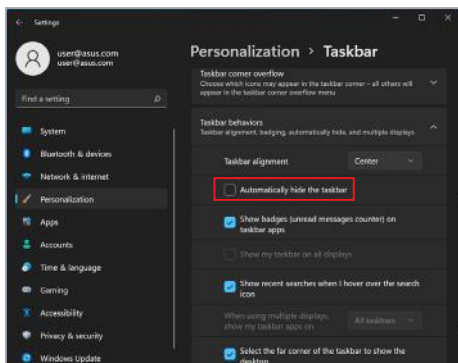 Settings
user@asus.com
user@asus.com
Find a setting
System
Bluetooth & devices
Network & internet
Personalization
Apps
Accounts
Time & language
Gaming
Accessibility
Privacy & security
Windows Update
Personalization > Taskbar
Taskbar corner overflow
Choose which icons may appear in the taskbar corner – all others will
appear in the taskbar corner overflow menu
Taskbar behaviors
Taskbar alignment, badging, automatically hide, and multiple displays
Taskbar alignment
Center
Automatically hide the taskbar
Show badges (unread messages counter) on
taskbar apps
Show my taskbar on all displays
Show recent searches when I hover over the search
icon
When using multiple displays,
show my taskbar apps on
All taskbars
Select the far corner of the taskbar to show the
desktop